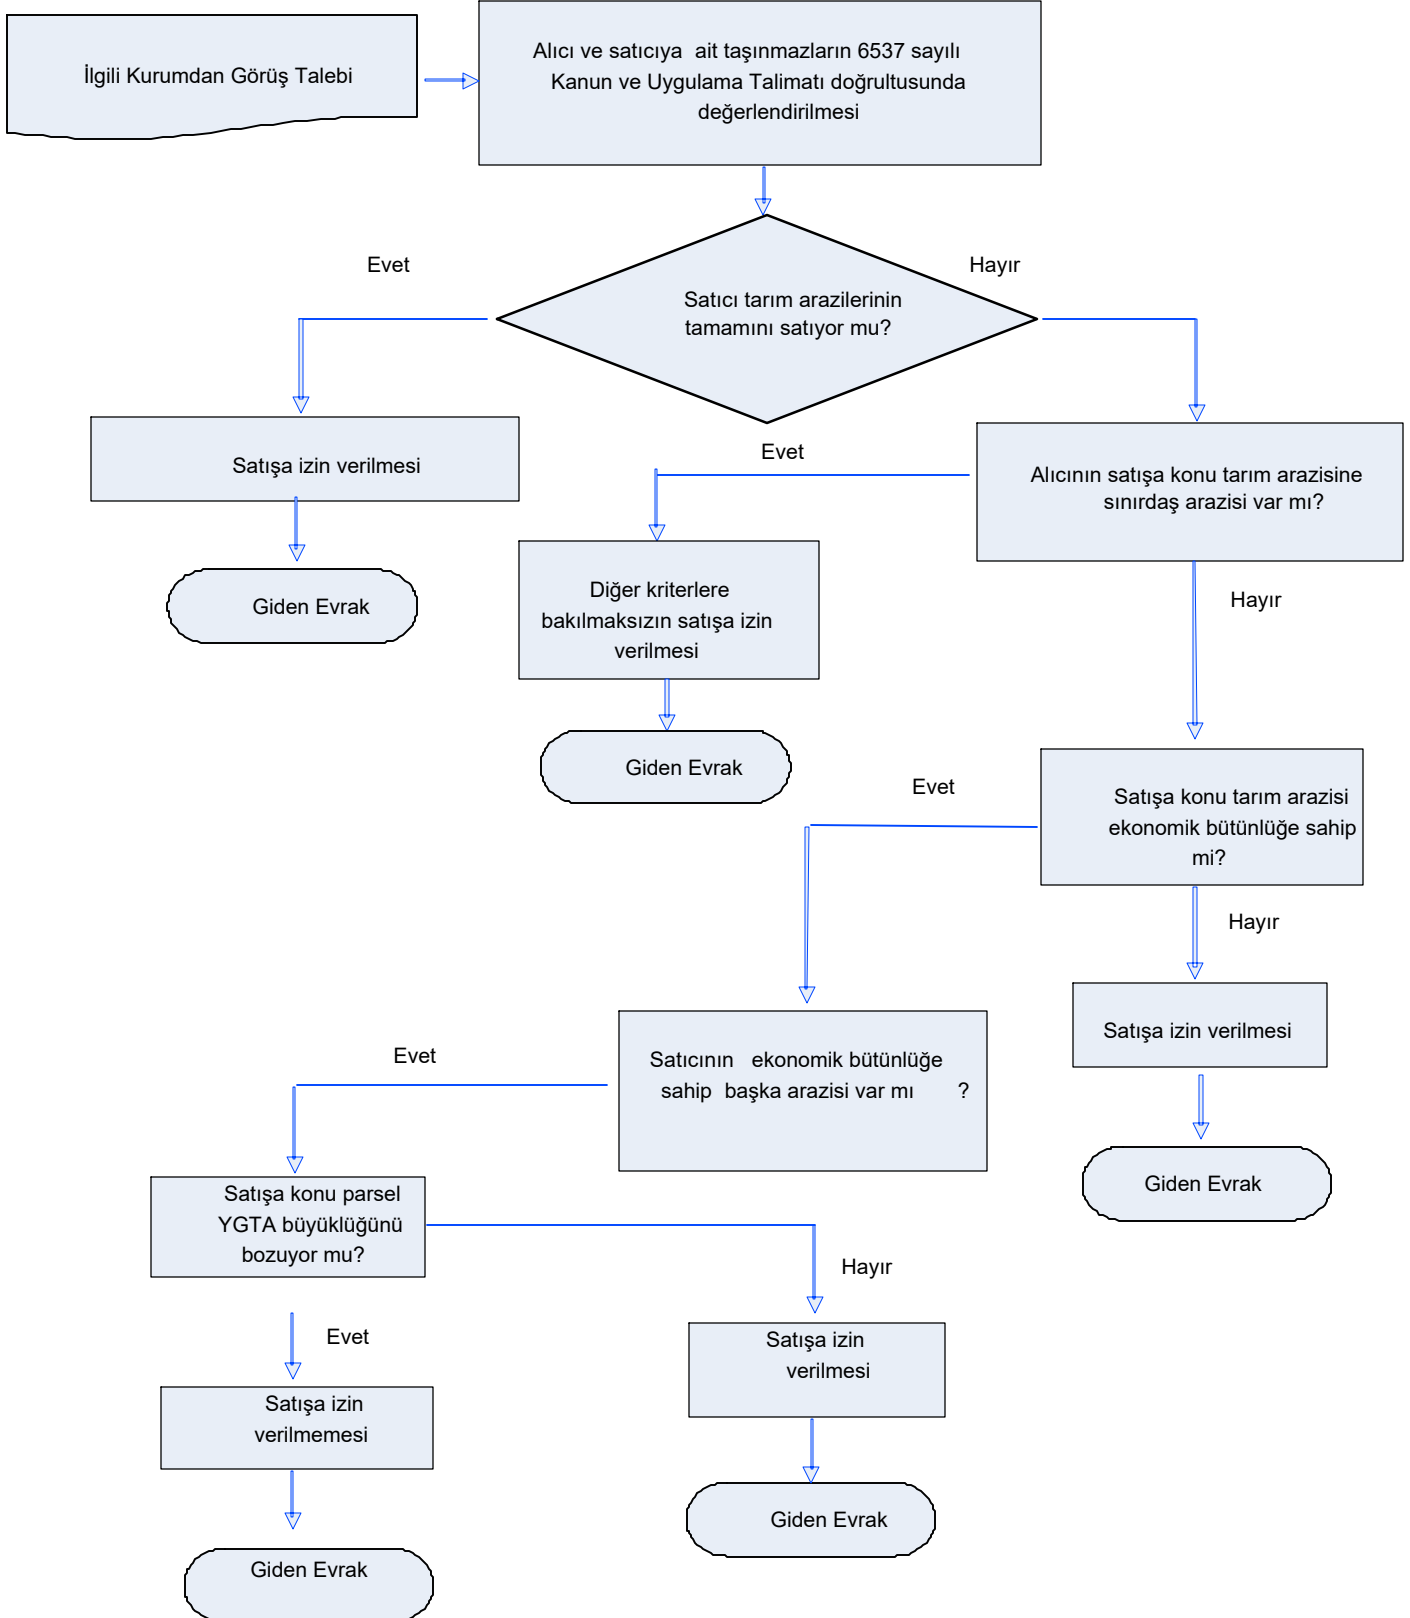 İlgili Kurumdan Görüş Talebi
Alıcı ve satıcıya ait taşınmazların 6537 sayılı
Kanun ve Uygulama Talimatı doğrultusunda
değerlendirilmesi
Evet
Hayır
Satıcı tarım arazilerinin
tamamını satıyor mu?
Satışa izin verilmesi
Evet
Alıcının satışa konu tarım arazisine
sınırdaş arazisi var mı?
Giden Evrak
Diğer kriterlere
bakılmaksızın satışa izin
verilmesi
Hayır
Giden Evrak
Evet
Satışa konu tarım arazisi
ekonomik bütünlüğe sahip
mi?
Hayır
Satışa izin verilmesi
Evet
Satıcının ekonomik bütünlüğe
sahip başka arazisi var mı ?
Giden Evrak
Satışa konu parsel
YGTA büyüklüğünü
bozuyor mu?
Hayır
Evet
Satışa izin
verilmesi
Satışa izin
verilmemesi
Giden Evrak
Giden Evrak